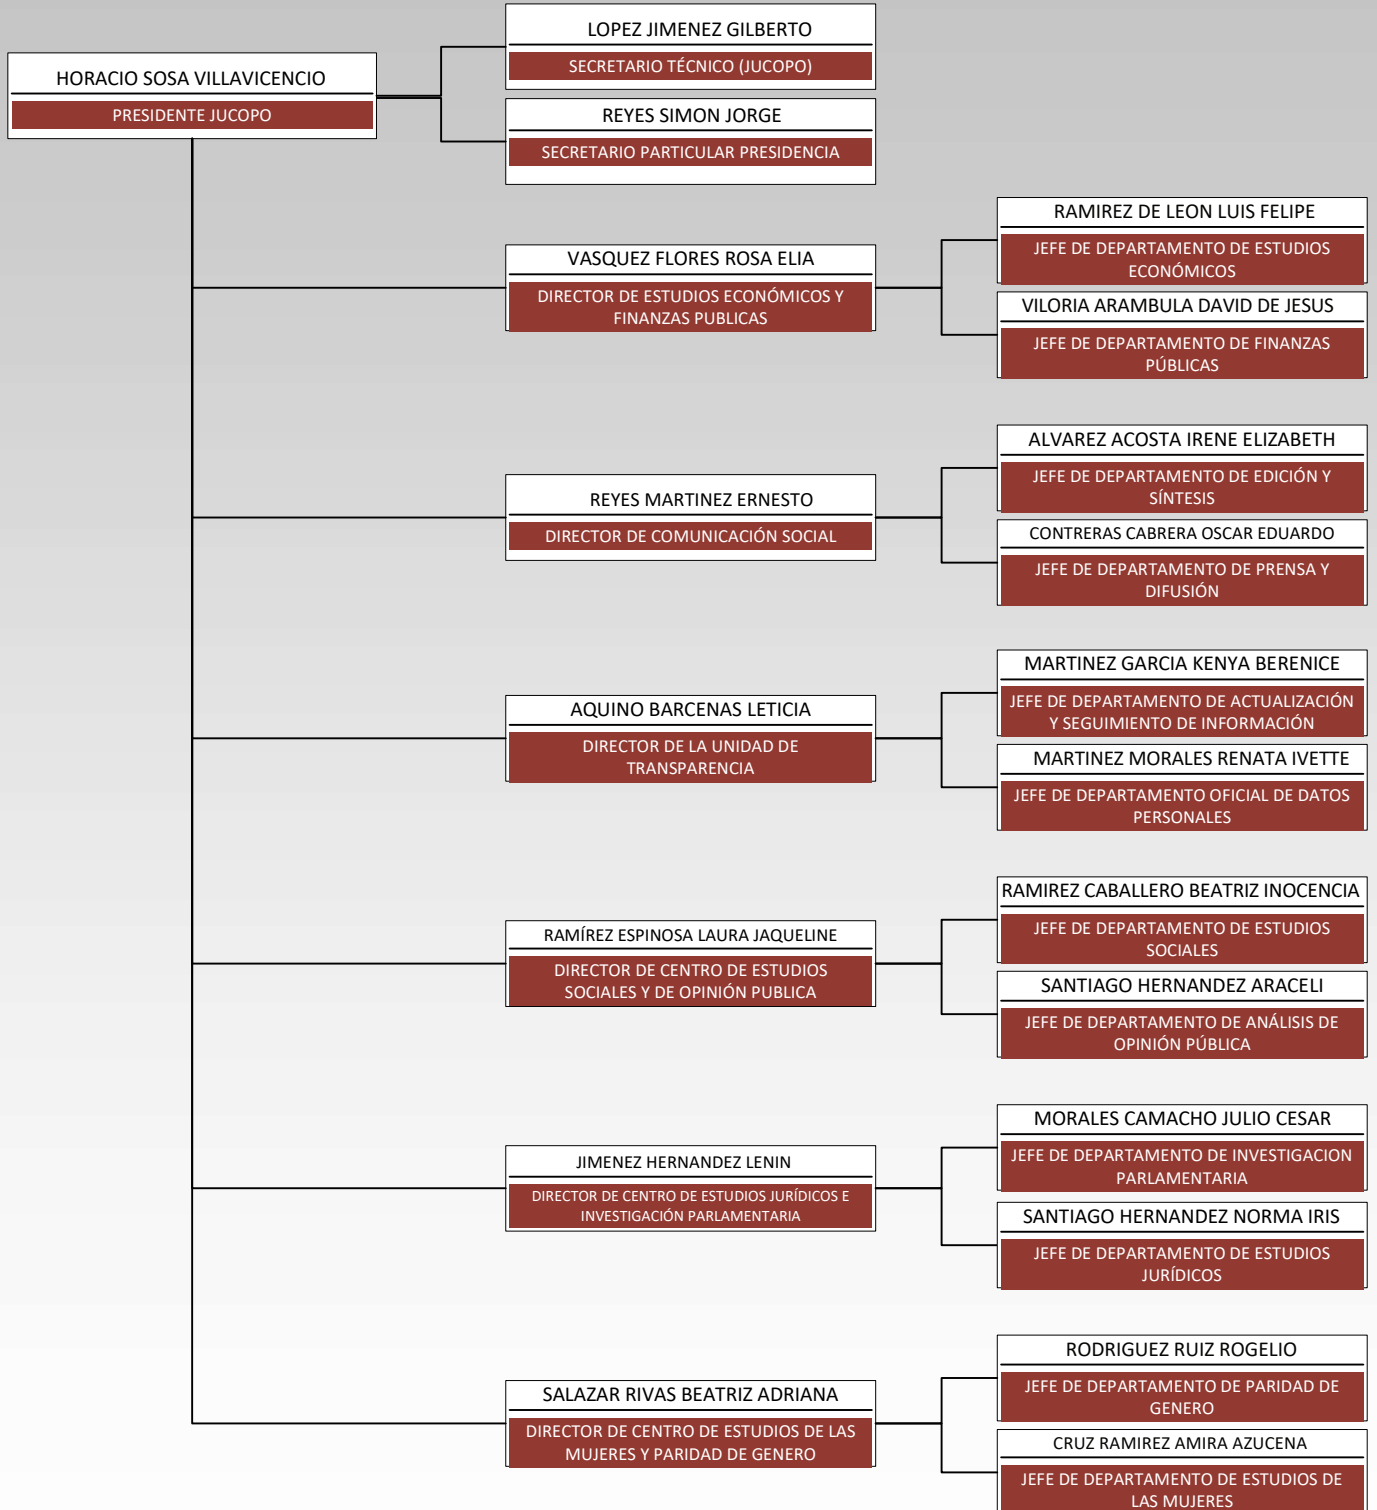 HORACIO SOSA VILLAVICENCIO
PRESIDENTE JUCOPO
LOPEZ JIMENEZ GILBERTO
SECRETARIO TÉCNICO (JUCOPO)
REYES SIMON JORGE
SECRETARIO PARTICULAR PRESIDENCIA
VASQUEZ FLORES ROSA ELIA
DIRECTOR DE ESTUDIOS ECONÓMICOS Y
FINANZAS PUBLICAS
RAMIREZ DE LEON LUIS FELIPE
JEFE DE DEPARTAMENTO DE ESTUDIOS
ECONÓMICOS
VILORIA ARAMBULA DAVID DE JESUS
JEFE DE DEPARTAMENTO DE FINANZAS
PÚBLICAS
REYES MARTINEZ ERNESTO
DIRECTOR DE COMUNICACIÓN SOCIAL
ALVAREZ ACOSTA IRENE ELIZABETH
JEFE DE DEPARTAMENTO DE EDICIÓN Y
SÍNTESIS
CONTRERAS CABRERA OSCAR EDUARDO
JEFE DE DEPARTAMENTO DE PRENSA Y
DIFUSIÓN
AQUINO BARCENAS LETICIA
DIRECTOR DE LA UNIDAD DE
TRANSPARENCIA
MARTINEZ GARCIA KENYA BERENICE
JEFE DE DEPARTAMENTO DE ACTUALIZACIÓN
Y SEGUIMIENTO DE INFORMACIÓN
MARTINEZ MORALES RENATA IVETTE
JEFE DE DEPARTAMENTO OFICIAL DE DATOS
PERSONALES
RAMÍREZ ESPINOSA LAURA JAQUELINE
DIRECTOR DE CENTRO DE ESTUDIOS
SOCIALES Y DE OPINIÓN PUBLICA
RAMIREZ CABALLERO BEATRIZ INOCENCIA
JEFE DE DEPARTAMENTO DE ESTUDIOS
SOCIALES
SANTIAGO HERNANDEZ ARACELI
JEFE DE DEPARTAMENTO DE ANÁLISIS DE
OPINIÓN PÚBLICA
JIMENEZ HERNANDEZ LENIN
DIRECTOR DE CENTRO DE ESTUDIOS JURÍDICOS E
INVESTIGACIÓN PARLAMENTARIA
MORALES CAMACHO JULIO CESAR
JEFE DE DEPARTAMENTO DE INVESTIGACION
PARLAMENTARIA
SANTIAGO HERNANDEZ NORMA IRIS
JEFE DE DEPARTAMENTO DE ESTUDIOS
JURÍDICOS
SALAZAR RIVAS BEATRIZ ADRIANA
DIRECTOR DE CENTRO DE ESTUDIOS DE LAS
MUJERES Y PARIDAD DE GENERO
RODRIGUEZ RUIZ ROGELIO
JEFE DE DEPARTAMENTO DE PARIDAD DE
GENERO
CRUZ RAMIREZ AMIRA AZUCENA
JEFE DE DEPARTAMENTO DE ESTUDIOS DE
LAS MUJERES